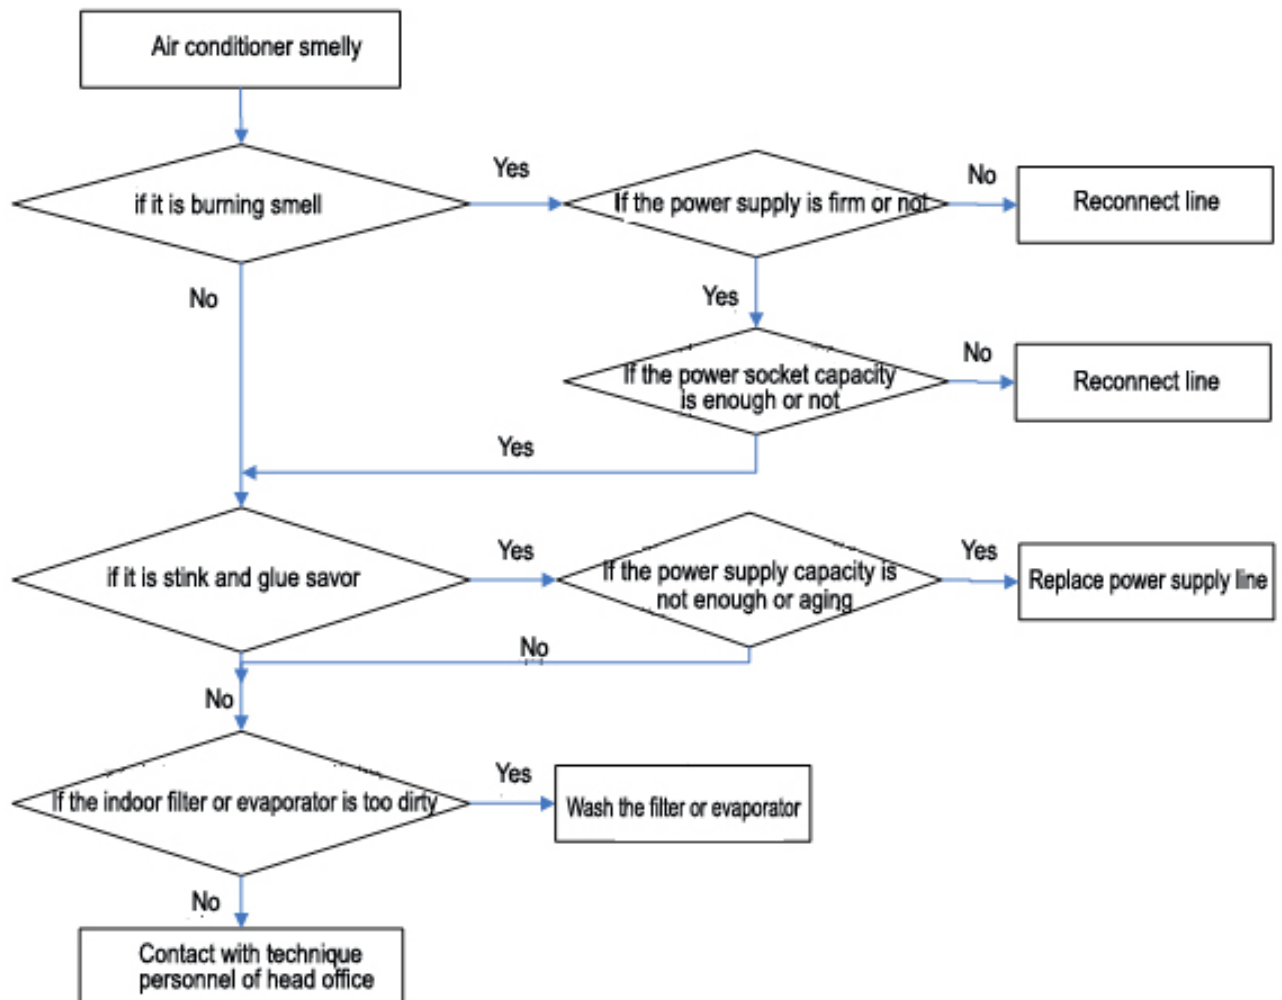 Air conditioner smelly
if it is burning smell
Yes
If the power supply is firm or not
No
Reconnect line
No
Yes
If the power socket capacity
is enough or not
No
Reconnect line
Yes
if it is stink and glue savor
Yes
If the power supply capacity is
not enough or aging
Yes
Replace power supply line
No
No
If the indoor filter or evaporator is too dirty
Yes
Wash the filter or evaporator
No
Contact with technique
personnel of head office